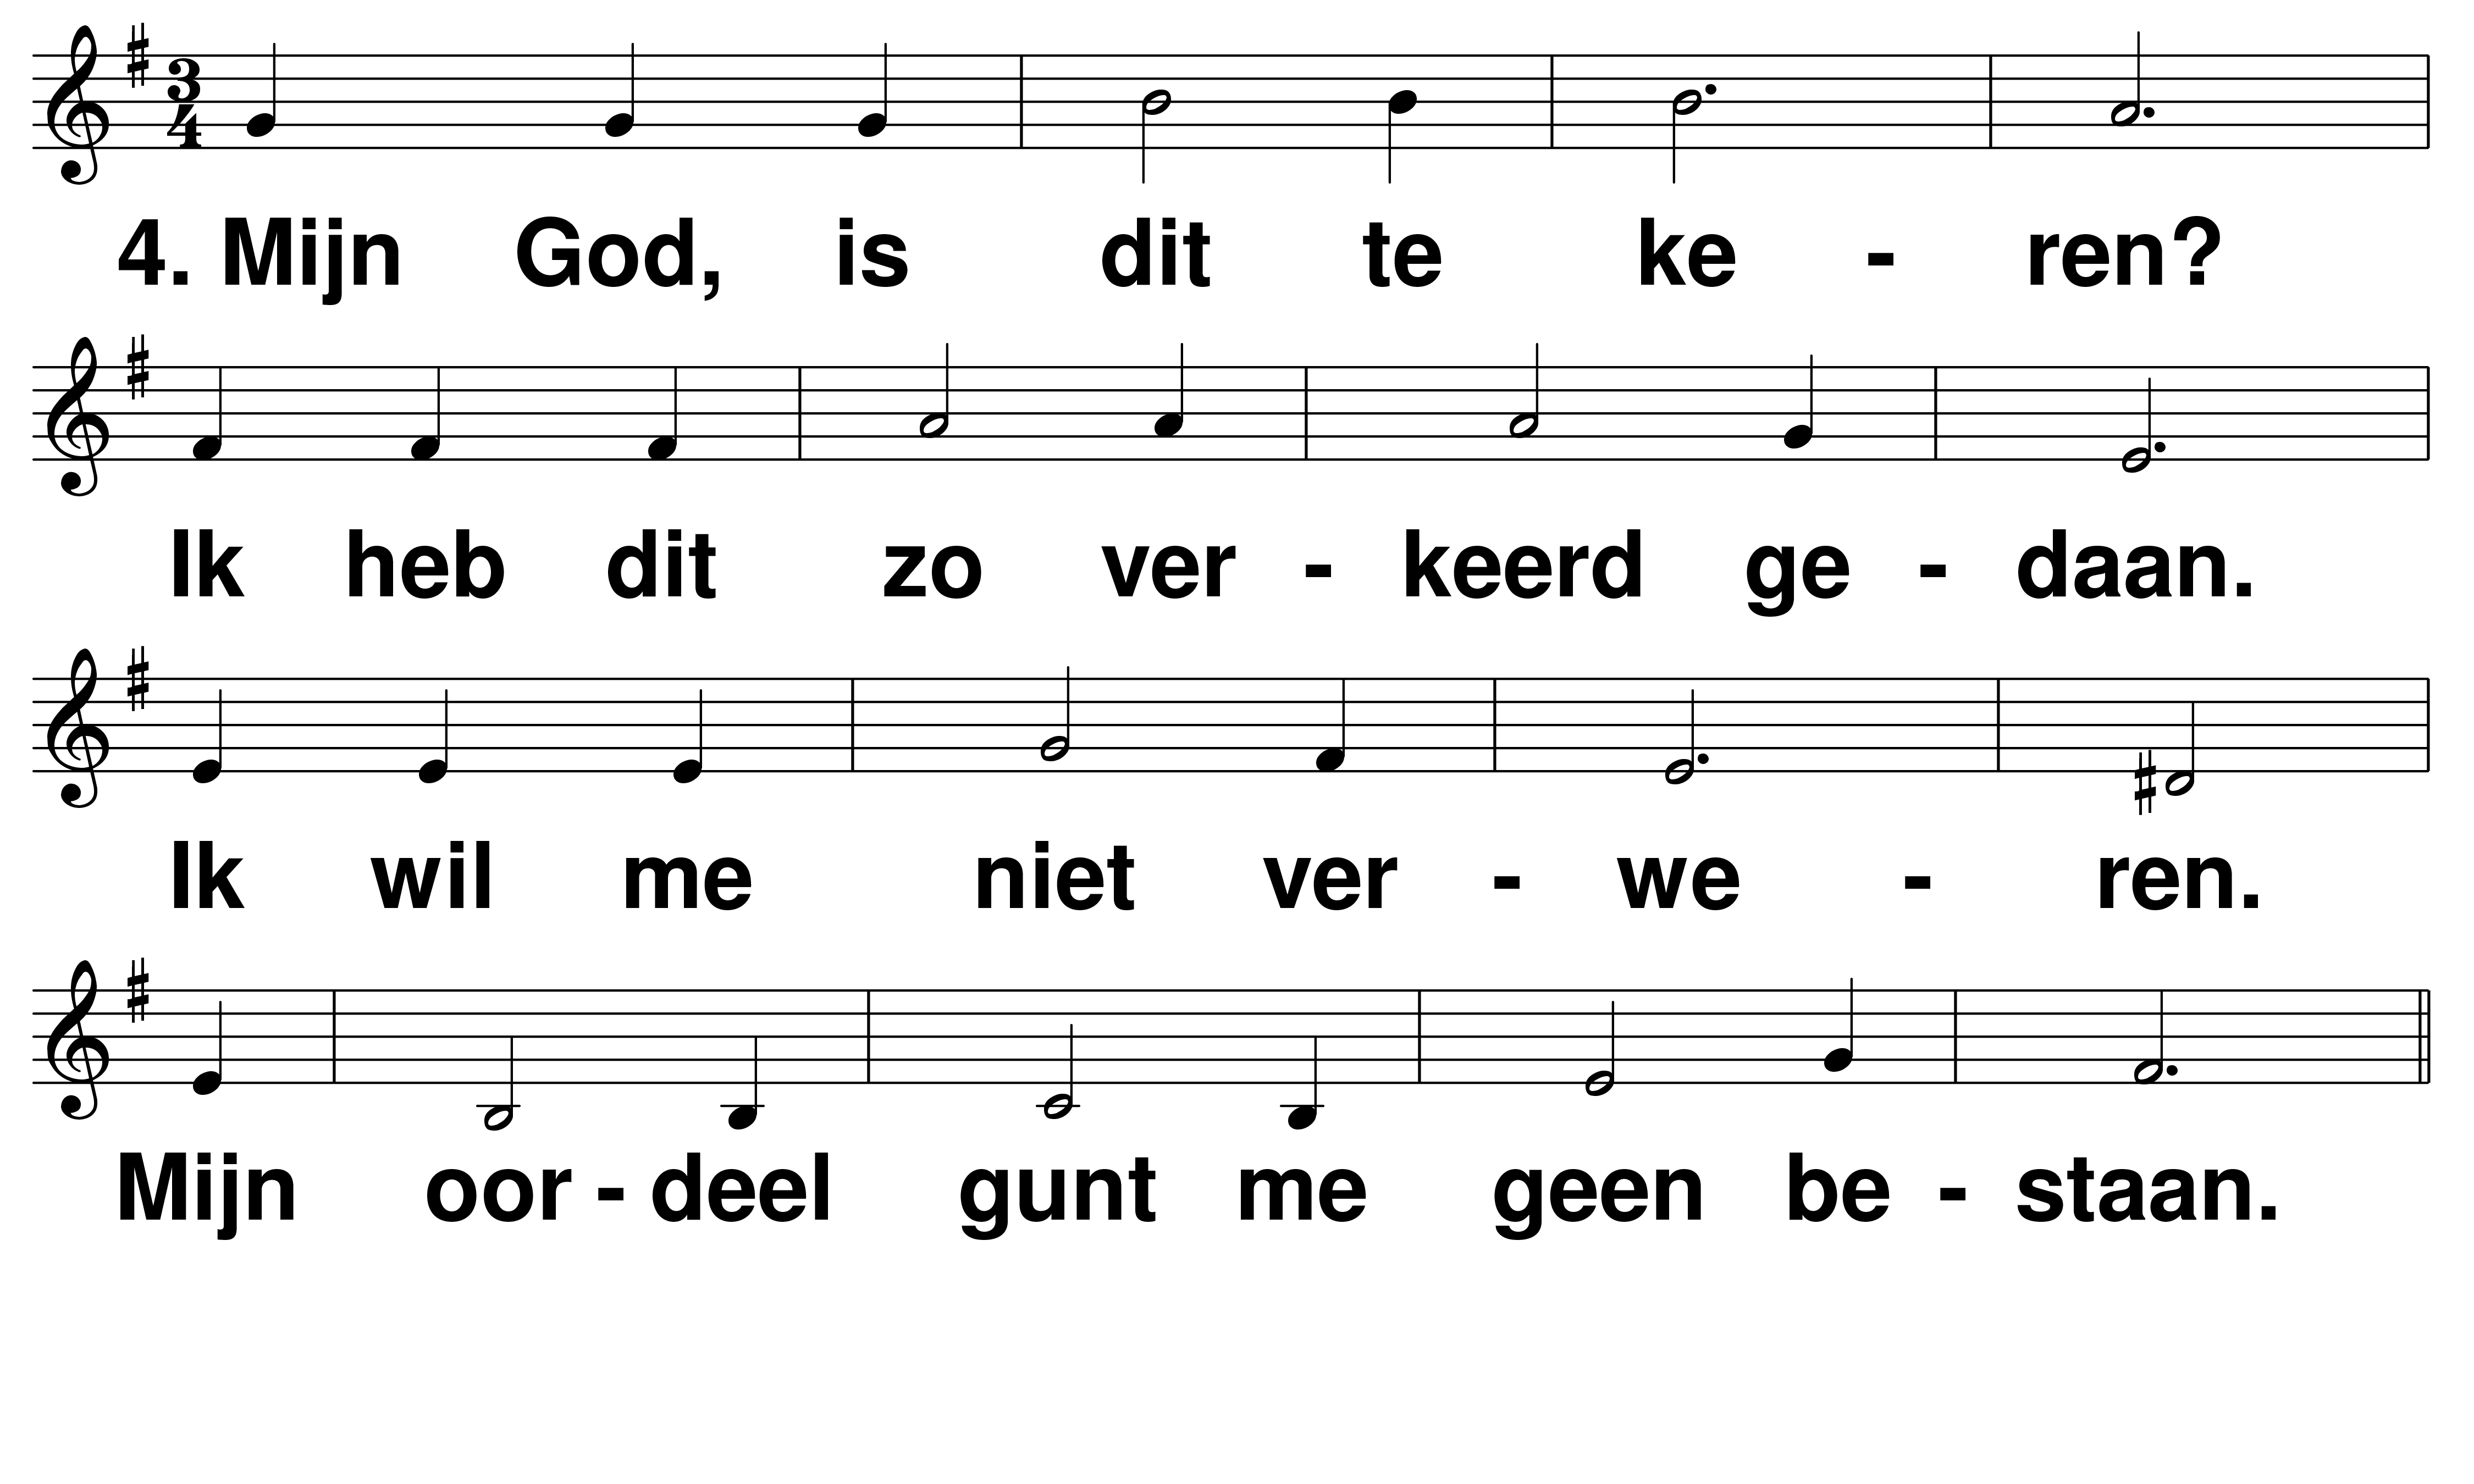 4. Mijn God, is dit te ke - ren?
Ik heb dit zo ver - keerd ge - daan.
Ik wil me niet ver - we - ren.
Mijn oor - deel gunt me geen be - staan.